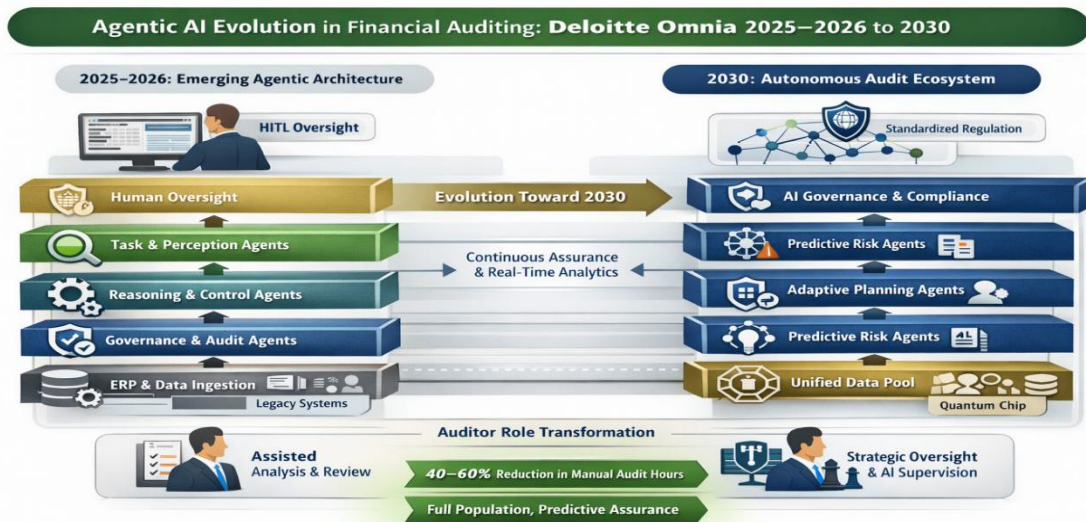 Agentic AI Evolution in Financial Auditing: Deloitte Omnia 2025–2026 to 2030
2025–2026: Emerging Agentic Architecture
2030: Autonomous Audit Ecosystem
HITL Oversight
Standardized Regulation
Human Oversight
Evolution Toward 2030
AI Governance & Compliance
Task & Perception Agents
Continuous Assurance
& Real-Time Analytics
Predictive Risk Agents
Reasoning & Control Agents
Adaptive Planning Agents
Governance & Audit Agents
Predictive Risk Agents
ERP & Data Ingestion
Legacy Systems
Unified Data Pool
Quantum Chip
Auditor Role Transformation
Assisted
Analysis & Review
40–60% Reduction in Manual Audit Hours
Strategic Oversight
& AI Supervision
Full Population, Predictive Assurance